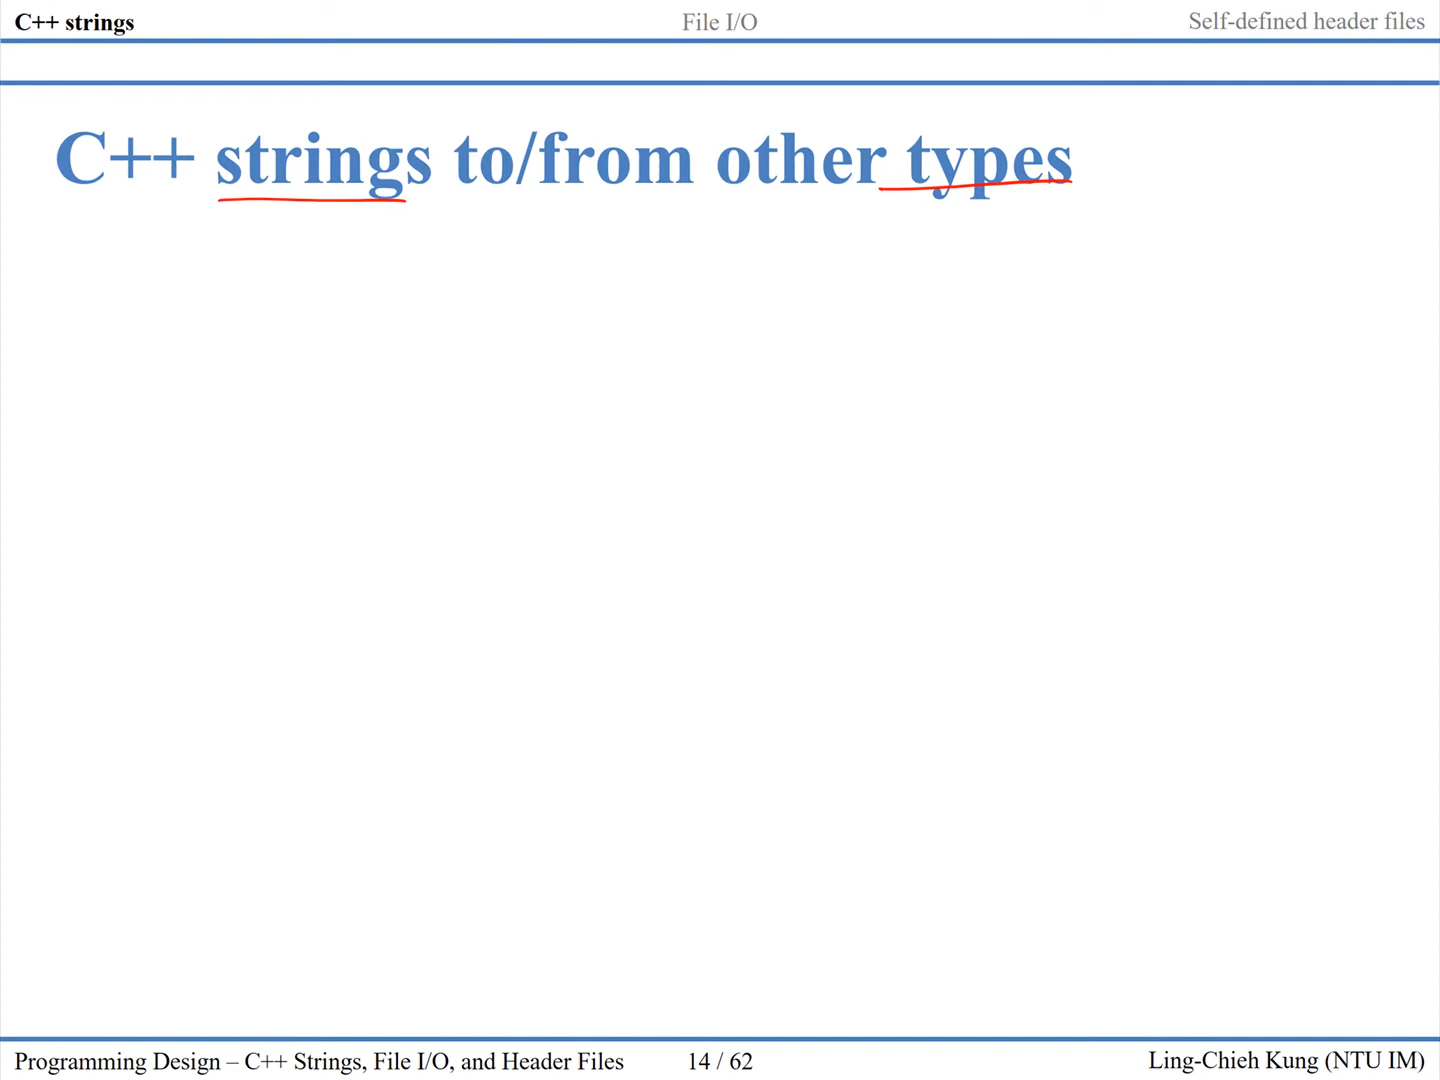 C++ strings File I/O Self-defined header files
C++ strings to/from other types
Programming Design – C++ Strings, File I/O, and Header Files 14 / 62 Ling-Chieh Kung (NTU IM)